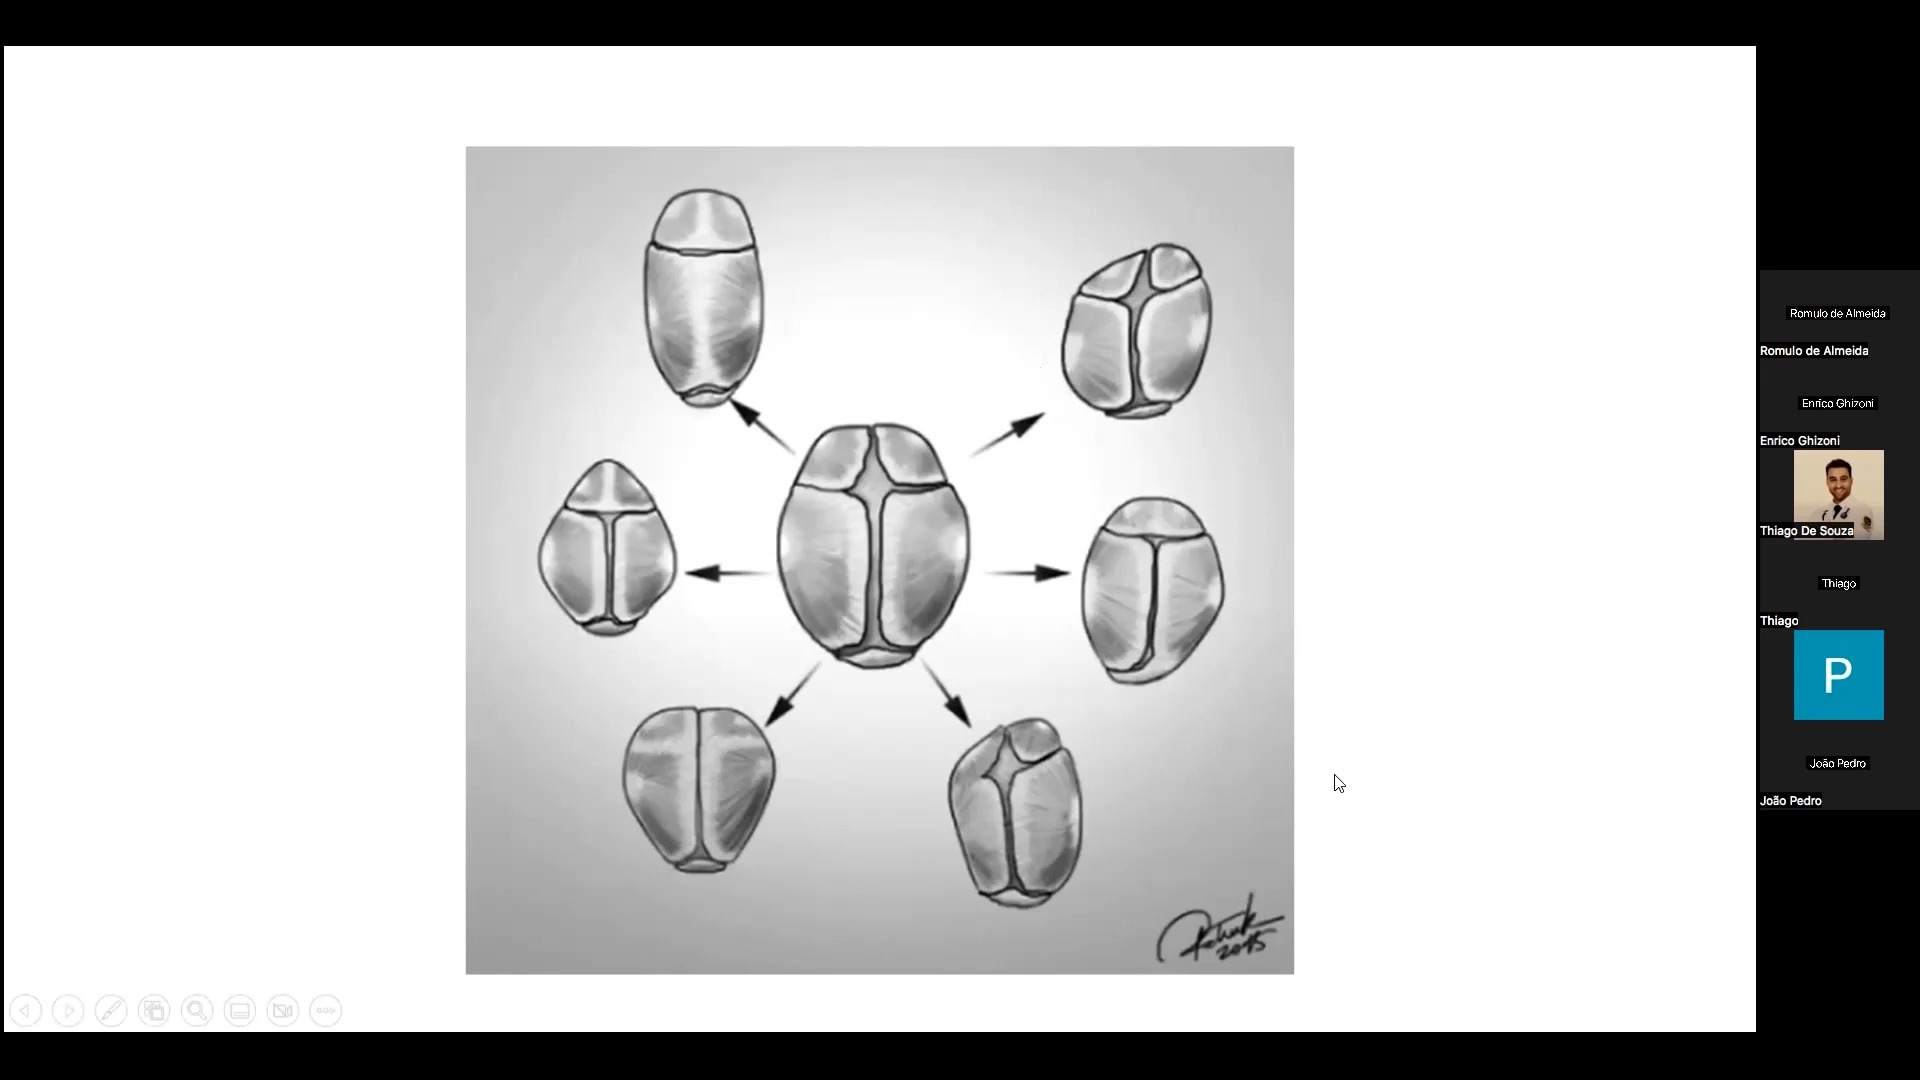 2015
Romulo de Almeida
Romulo de Almeida
Enrico Ghizoni
Enrico Ghizoni
Thiago De Souza
Thiago
Thiago
P
João Pedro
João Pedro